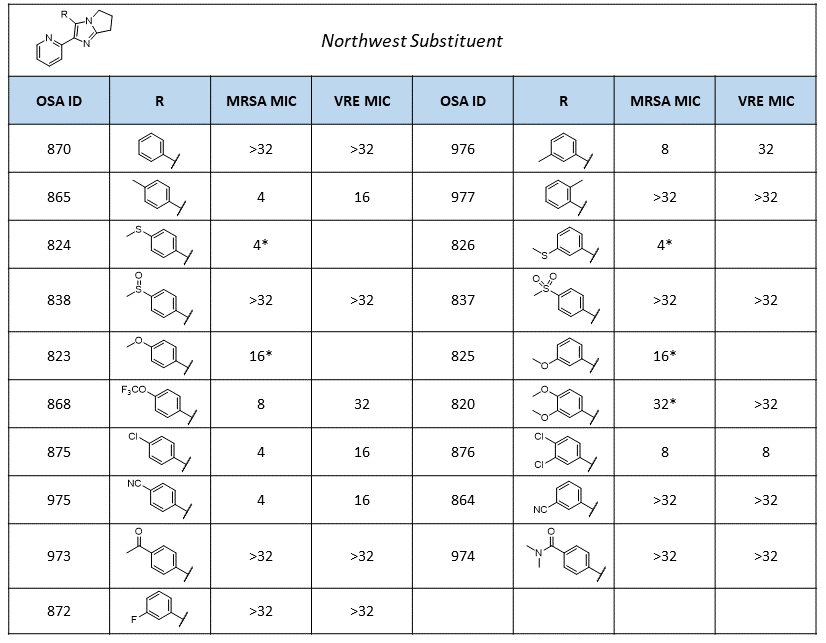 R
N
N
N
Northwest Substituent
OSA ID R MRSA MIC VRE MIC OSA ID R MRSA MIC VRE MIC
870 >32 >32 976 8 32
865 4 16 977 >32 >32
824 S 4* 826 S 4*
838 O S >32 >32 837 O O S >32 >32
823 O 16* 825 O 16*
868 F₃CO 8 32 820 O O 32* >32
875 Cl 4 16 876 Cl Cl 8 8
975 NC 4 16 864 NC >32 >32
973 O >32 >32 974 O N >32 >32
872 F >32 >32